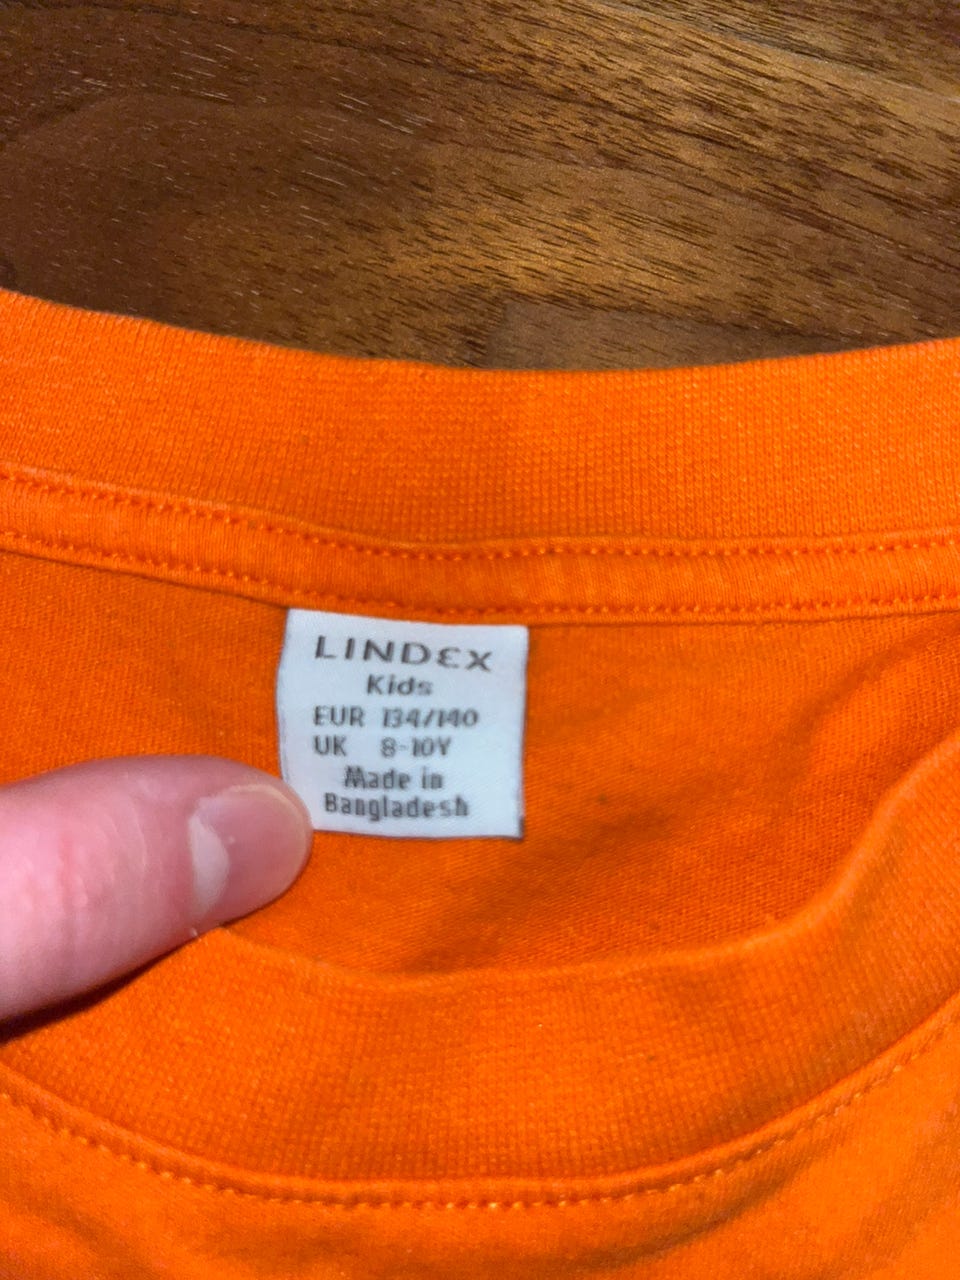 LINDEX
Kids
EUR 134/140
UK 8-10Y
Made in
Bangladesh